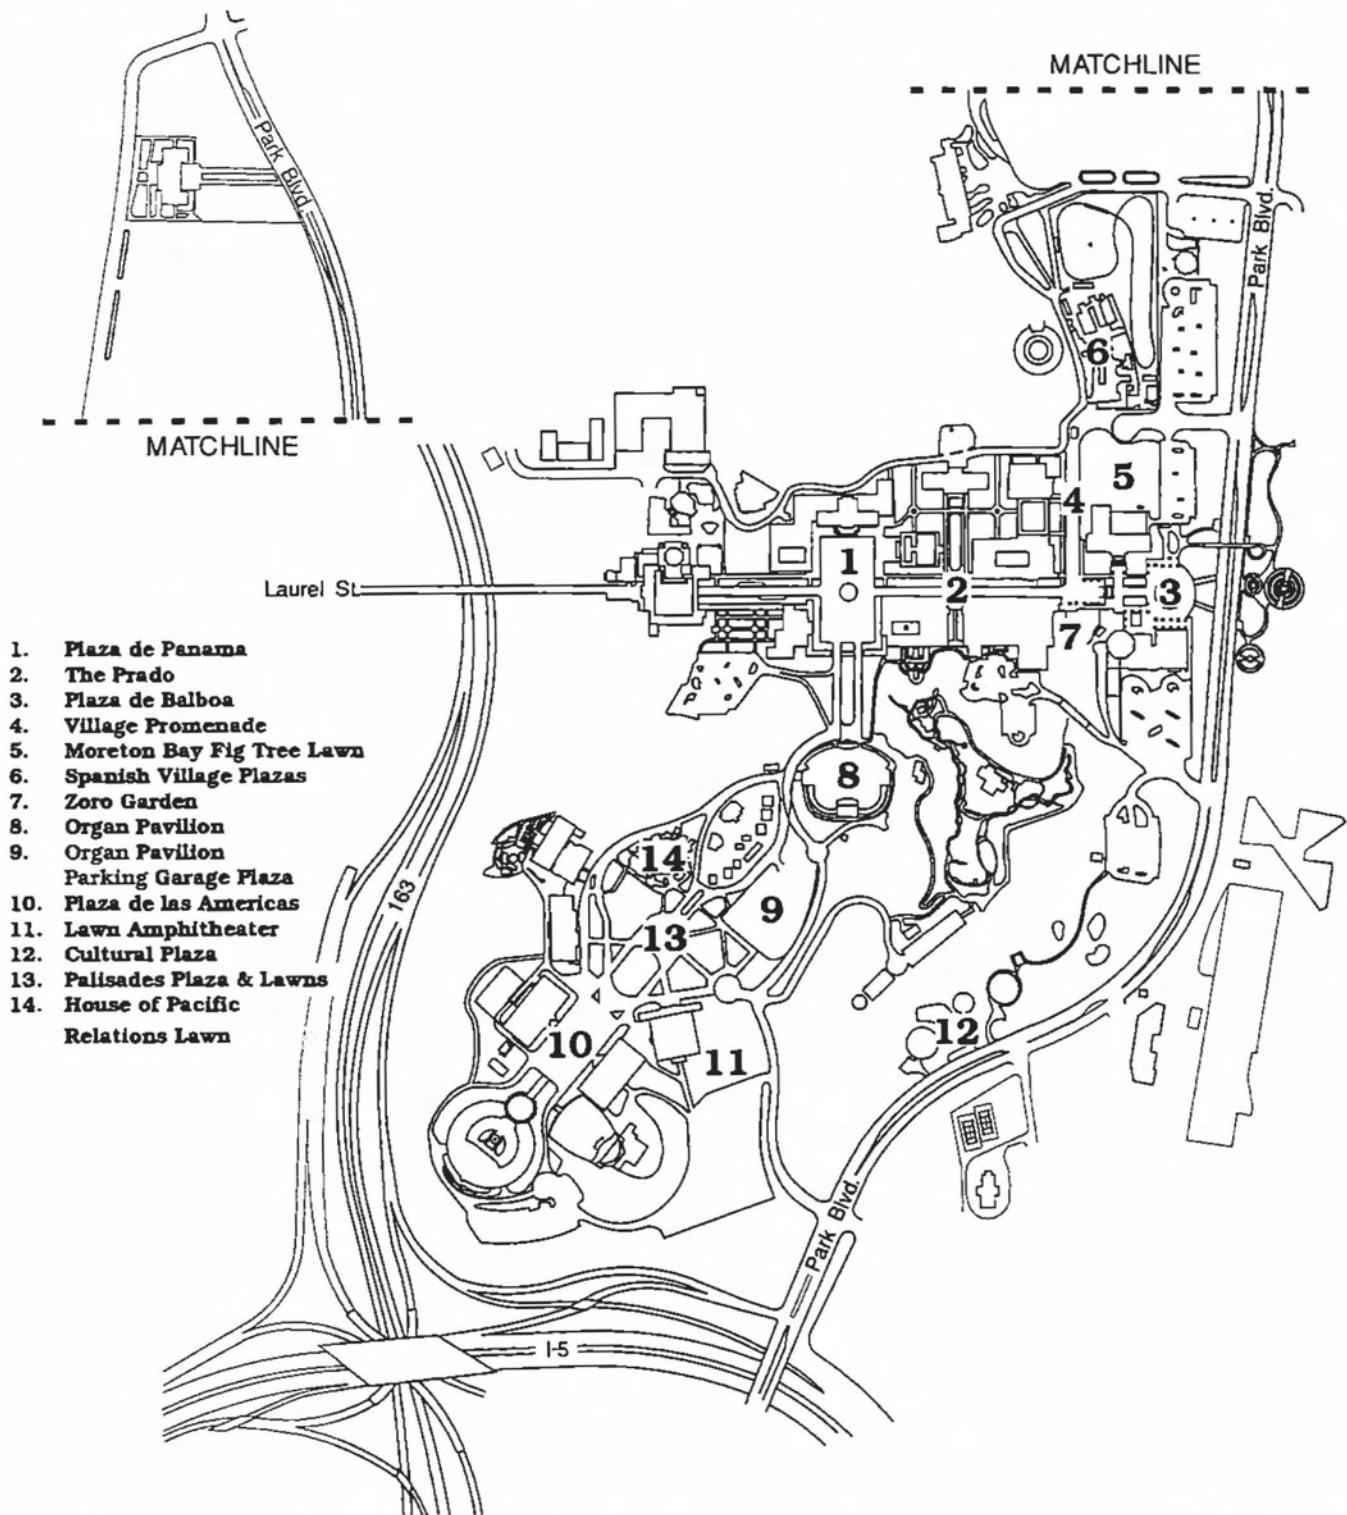 MATCHLINE
Park Blvd.
Park Blvd.
MATCHLINE
6
5
4
Laurel St.
1
2
3
7
1. Plaza de Panama
2. The Prado
3. Plaza de Balboa
4. Village Promenade
5. Moreton Bay Fig Tree Lawn
6. Spanish Village Plazas
7. Zoro Garden
8. Organ Pavilion
9. Organ Pavilion
Parking Garage Plaza
10. Plaza de las Americas
11. Lawn Amphitheater
12. Cultural Plaza
13. Palisades Plaza & Lawns
14. House of Pacific
Relations Lawn
8
14
163
9
13
10
11
12
Park Blvd.
I-5